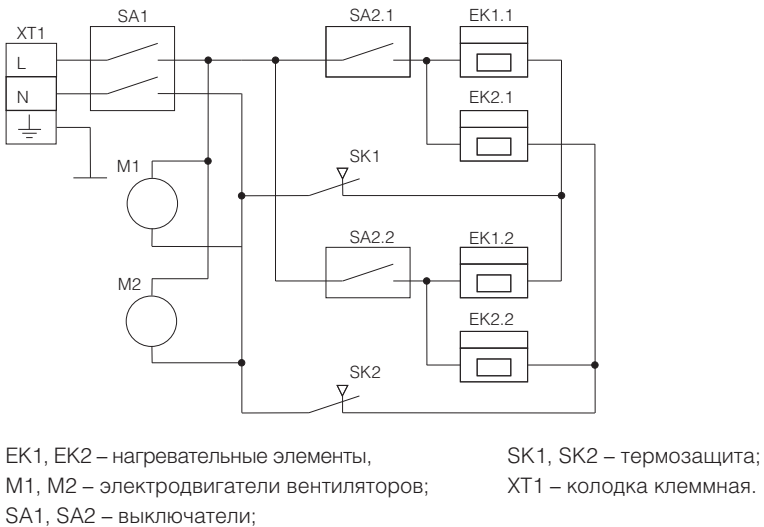 SA1
SA2.1
EK1.1
XT1
L
N
EK2.1
M1
SK1
SA2.2
EK1.2
M2
EK2.2
SK2
EK1, EK2 – нагревательные элементы,
SK1, SK2 – термозащита;
M1, M2 – электродвигатели вентиляторов;
XT1 – колодка клеммная.
SA1, SA2 – выключатели;